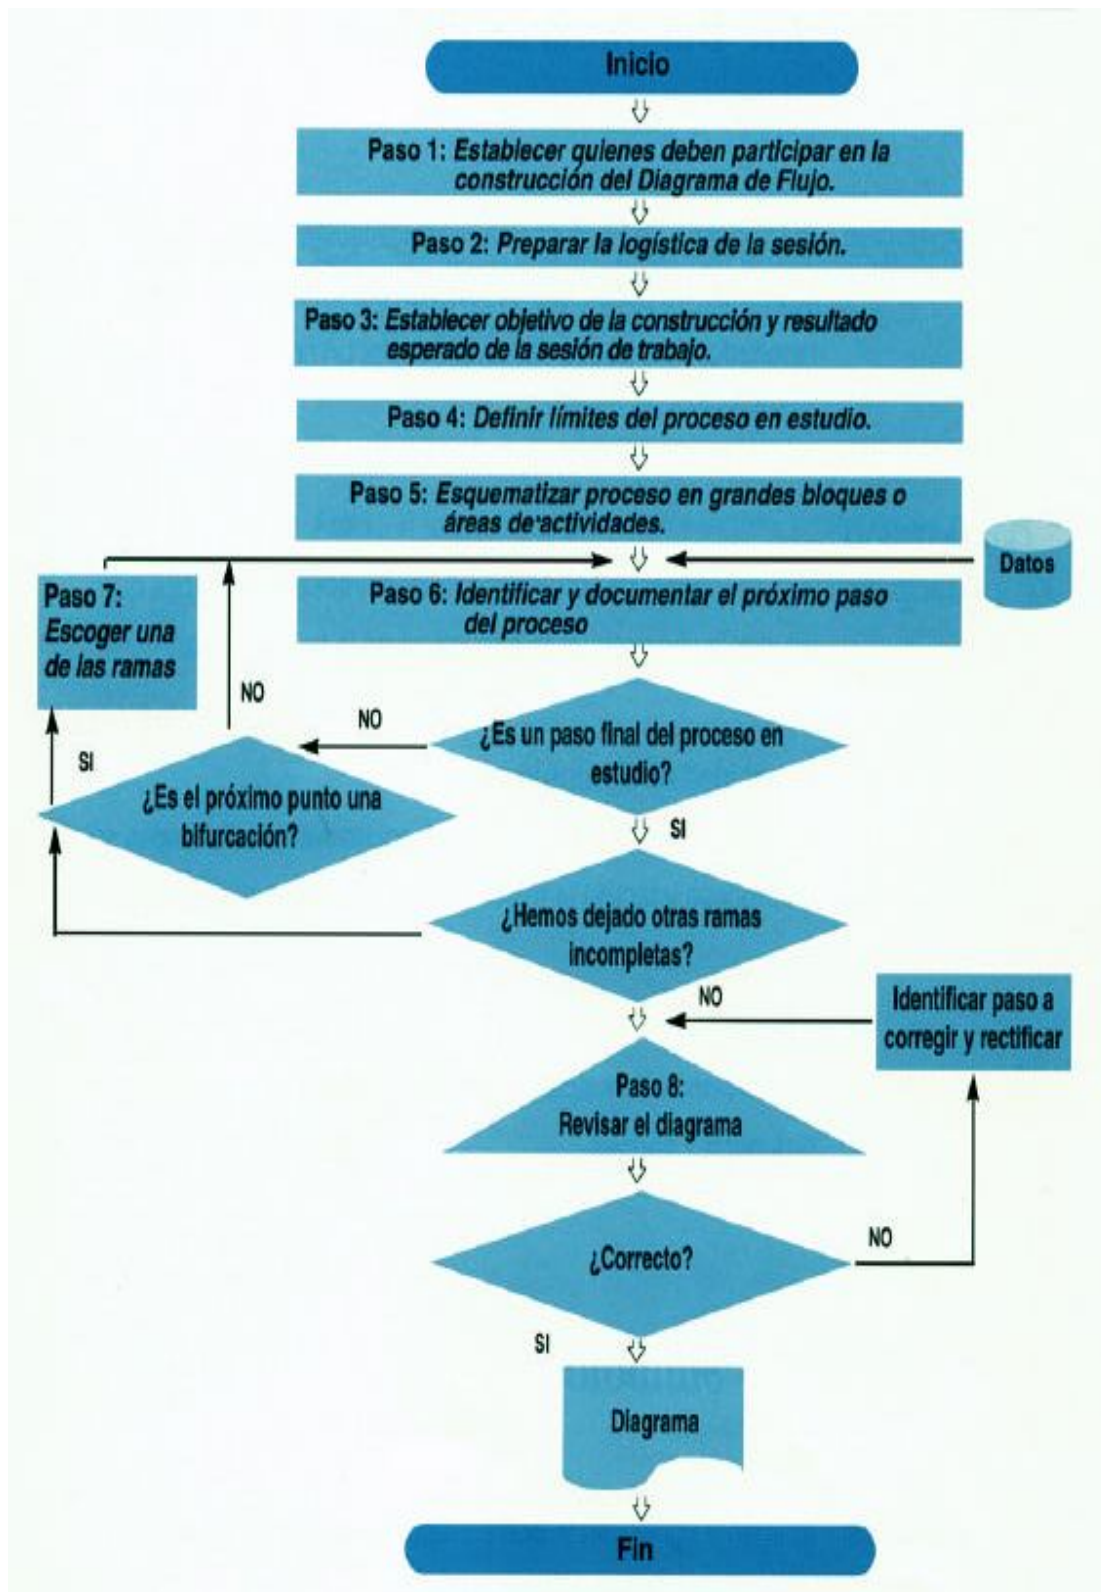 Inicio
Paso 1: Establecer quienes deben participar en la
construcción del Diagrama de Flujo.
Paso 2: Preparar la logística de la sesión.
Paso 3: Establecer objetivo de la construcción y resultado
esperado de la sesión de trabajo.
Paso 4: Definir límites del proceso en estudio.
Paso 5: Esquematizar proceso en grandes bloques o
áreas de actividades.
Datos
Paso 6: Identificar y documentar el próximo paso
del proceso
Paso 7:
Escoger una
de las ramas
NO
NO
¿Es un paso final del proceso en
estudio?
SI
¿Es el próximo punto una
bifurcación?
SI
¿Hemos dejado otras ramas
incompletas?
NO
Identificar paso a
corregir y rectificar
Paso 8:
Revisar el diagrama
¿Correcto?
NO
SI
Diagrama
Fin